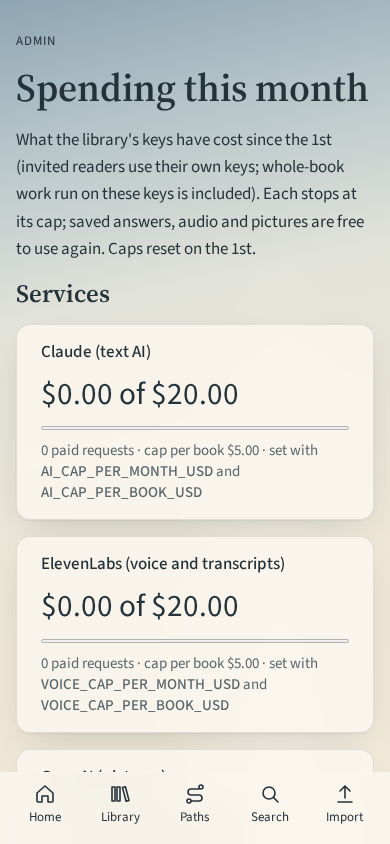 ADMIN
Spending this month
What the library's keys have cost since the 1st
(invited readers use their own keys; whole-book
work run on these keys is included). Each stops at
its cap; saved answers, audio and pictures are free
to use again. Caps reset on the 1st.
Services
Claude (text AI)
$0.00 of $20.00
0 paid requests · cap per book $5.00 · set with
AI_CAP_PER_MONTH_USD and
AI_CAP_PER_BOOK_USD
ElevenLabs (voice and transcripts)
$0.00 of $20.00
0 paid requests · cap per book $5.00 · set with
VOICE_CAP_PER_MONTH_USD and
VOICE_CAP_PER_BOOK_USD
Home
Library
Paths
Search
Import